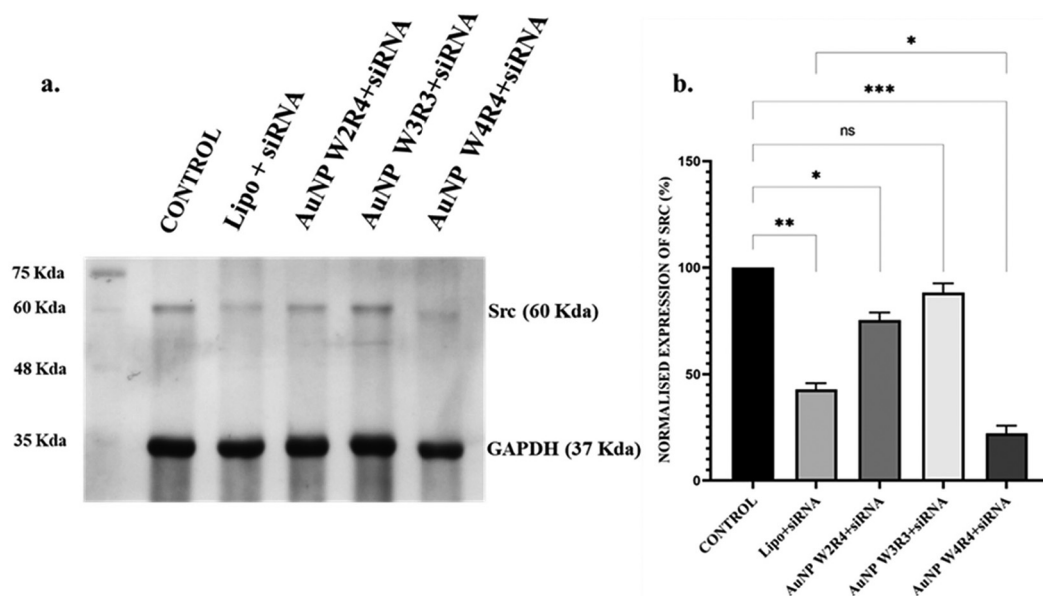 a.
CONTROL
Lipo + siRNA
AuNP W2R4+siRNA
AuNP W3R3+siRNA
AuNP W4R4+siRNA
75 Kda
60 Kda
48 Kda
35 Kda
Src (60 Kda)
GAPDH (37 Kda)
b.
*
***
ns
*
**
NORMALISED EXPRESSION OF SRC (%)
150
100
50
0
CONTROL
Lipo+siRNA
AuNP W2R4+siRNA
AuNP W3R3+siRNA
AuNP W4R4+siRNA